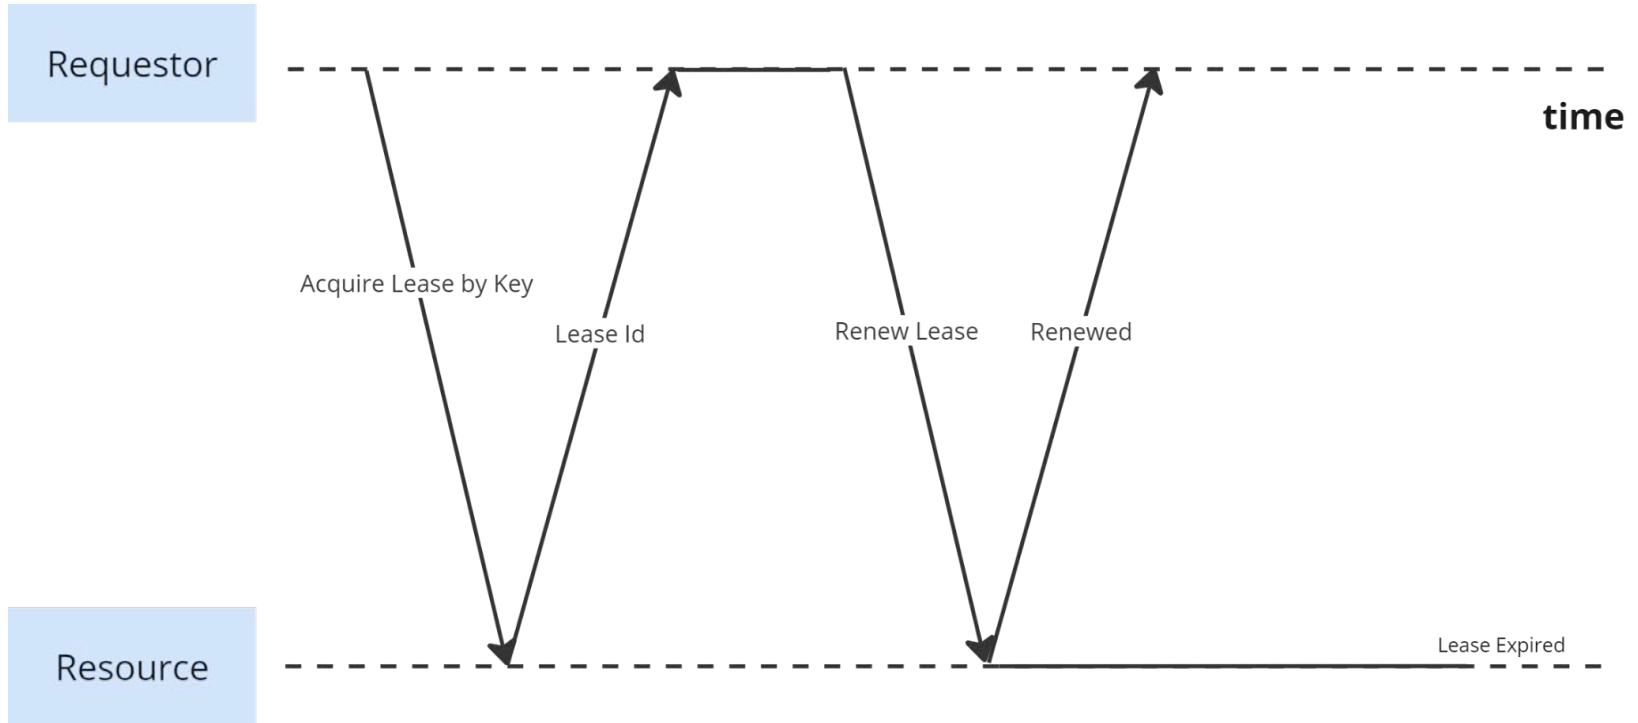 Requestor
time
Acquire Lease by Key
Lease Id
Renew Lease
Renewed
Lease Expired
Resource